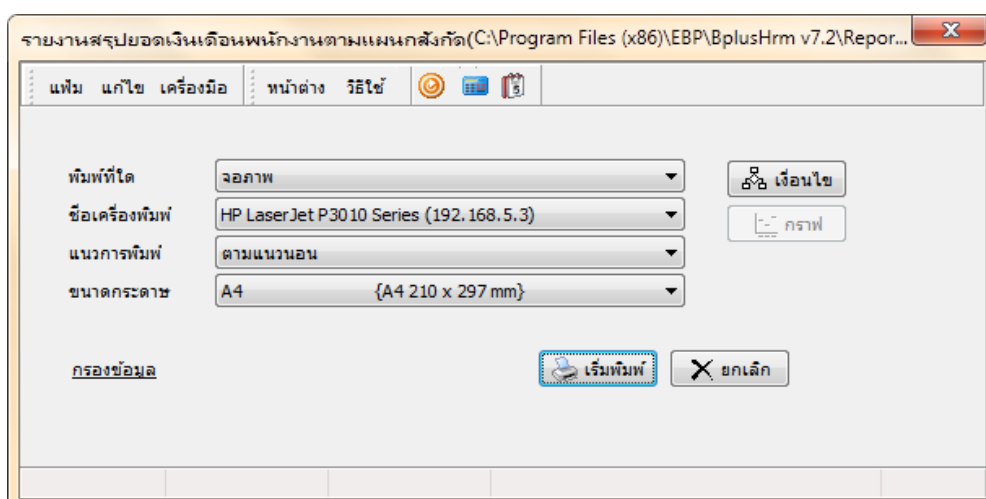 รายงานสรุปยอดเงินเดือนพนักงานตามแผนกสังกัด(C:\Program Files (x86)\EBP\BplusHrm v7.2\Repor...
แฟ้ม แก้ไข เครื่องมือ หน้าต่าง วิธีใช้ 5
พิมพ์ที่ใด จอภาพ เงื่อนไข
ชื่อเครื่องพิมพ์ HP LaserJet P3010 Series (192.168.5.3) กราฟ
แนวการพิมพ์ ตามแนวนอน
ขนาดกระดาษ A4 {A4 210 x 297 mm}
กรองข้อมูล เริ่มพิมพ์ ยกเลิก